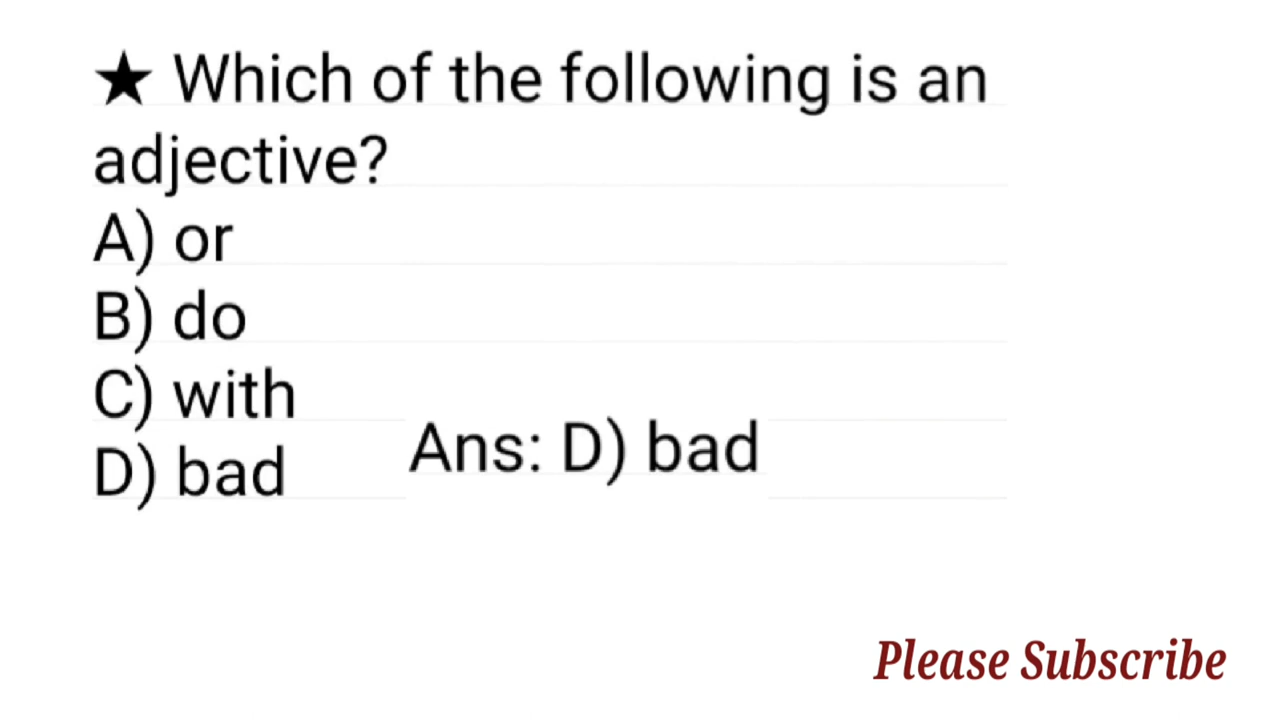 ★ Which of the following is an
adjective?
A) or
B) do
C) with
D) bad
Ans: D) bad
Please Subscribe